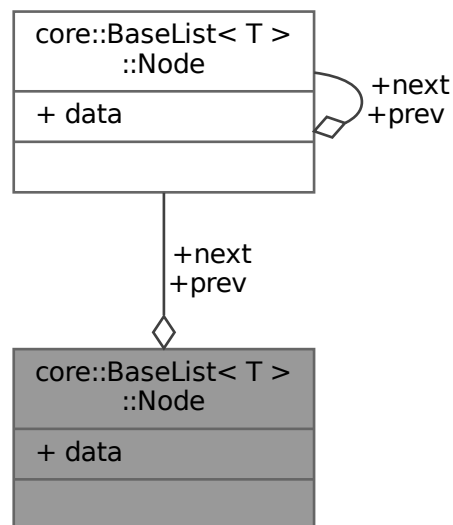 core::BaseList< T >
::Node
+ data
+next
+prev
+next
+prev
core::BaseList< T >
::Node
+ data